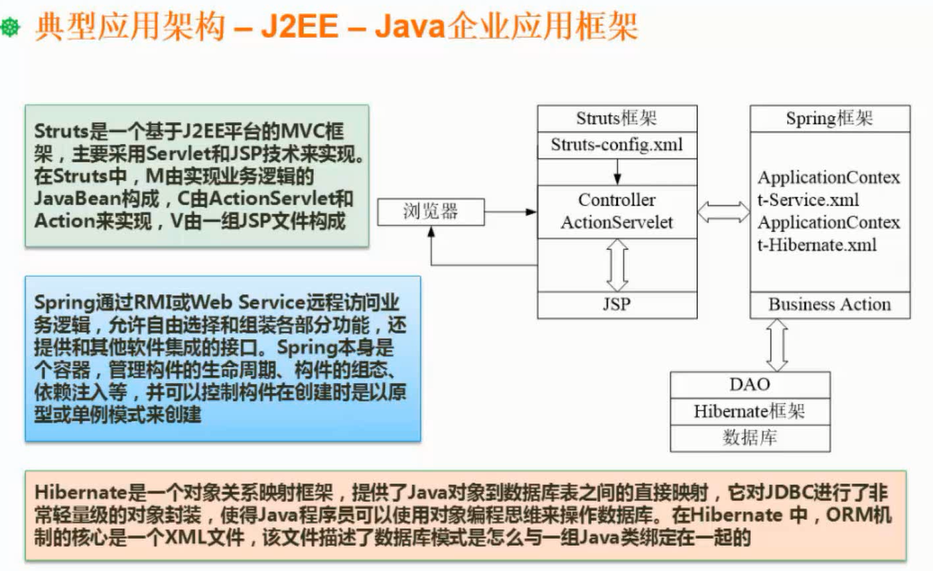 典型应用架构 – J2EE – Java企业应用框架
Struts是一个基于J2EE平台的MVC框
架，主要采用Servlet和JSP技术来实现。
在Struts中，M由实现业务逻辑的
JavaBean构成，C由ActionServlet和
Action来实现，V由一组JSP文件构成
Spring通过RMI或Web Service远程访问业
务逻辑，允许自由选择和组装各部分功能，还
提供和其他软件集成的接口。Spring本身是
个容器，管理构件的生命周期、构件的组态、
依赖注入等，并可以控制构件在创建时是以原
型或单例模式来创建
浏览器
Struts框架
Struts-config.xml
Controller
ActionServelet
JSP
Spring框架
ApplicationContex
t-Service.xml
ApplicationContex
t-Hibernate.xml
Business Action
DAO
Hibernate框架
数据库
Hibernate是一个对象关系映射框架，提供了Java对象到数据库表之间的直接映射，它对JDBC进行了非
常轻量级的对象封装，使得Java程序员可以使用对象编程思维来操作数据库。在Hibernate 中，ORM机
制的核心是一个XML文件，该文件描述了数据库模式是怎么与一组Java类绑定在一起的